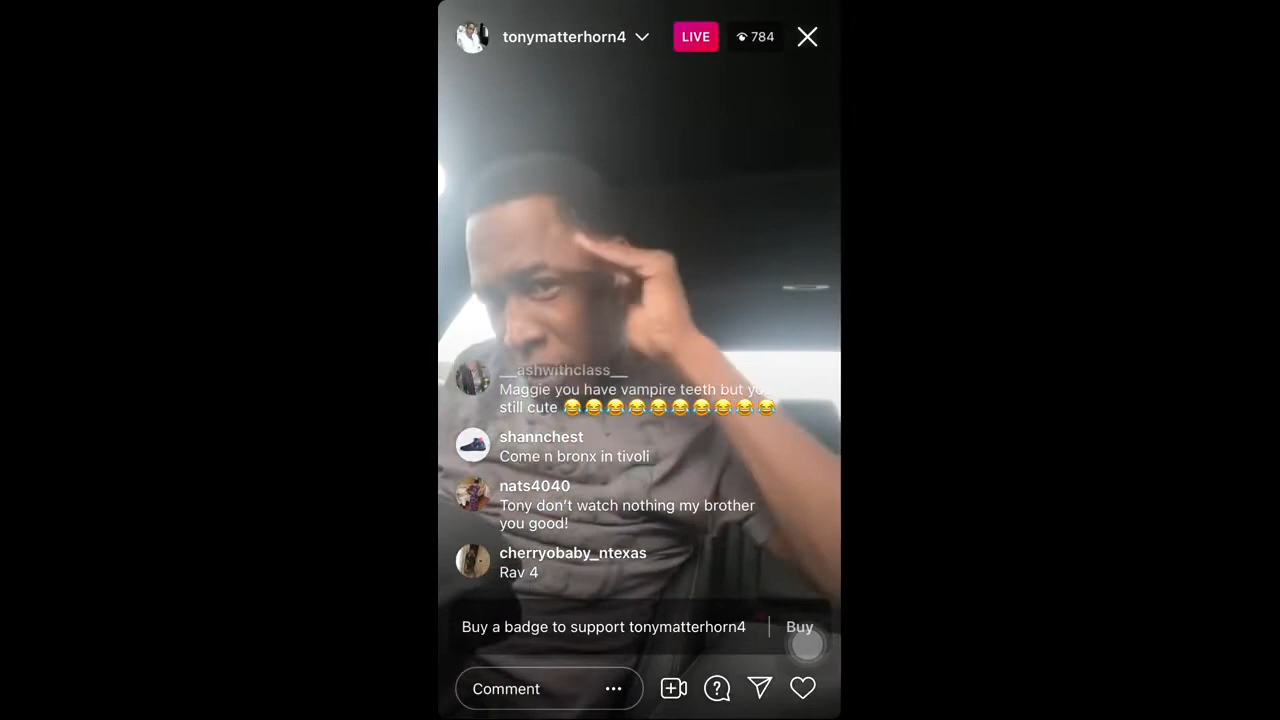 tonymatterhorn4
LIVE
784
__ashwithclass__
Maggie you have vampire teeth but you
still cute 😂😂😂😂😂😂😂😂😂😂
shannchest
Come n bronx in tivoli
nats4040
Tony don’t watch nothing my brother
you good!
cherryobaby_ntexas
Rav 4
Buy a badge to support tonymatterhorn4 | Buy
Comment